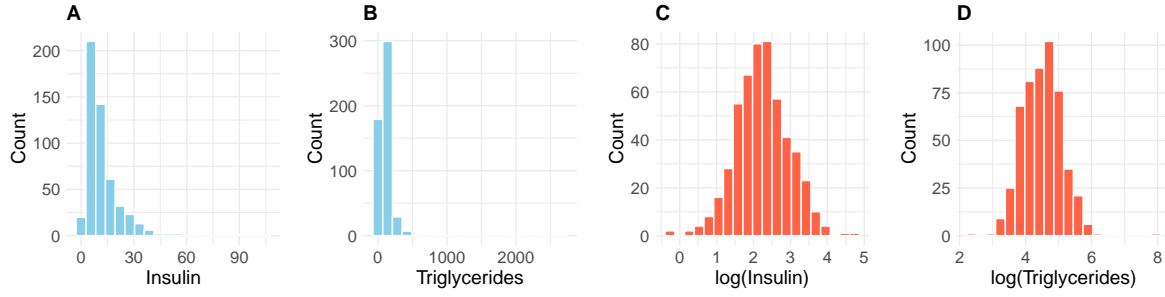 A
Count
200
150
100
50
0
0 30 60 90
Insulin
B
Count
300
200
100
0
0 1000 2000
Triglycerides
C
Count
80
60
40
20
0
0 1 2 3 4 5
log(Insulin)
D
Count
100
75
50
25
0
2 4 6 8
log(Triglycerides)